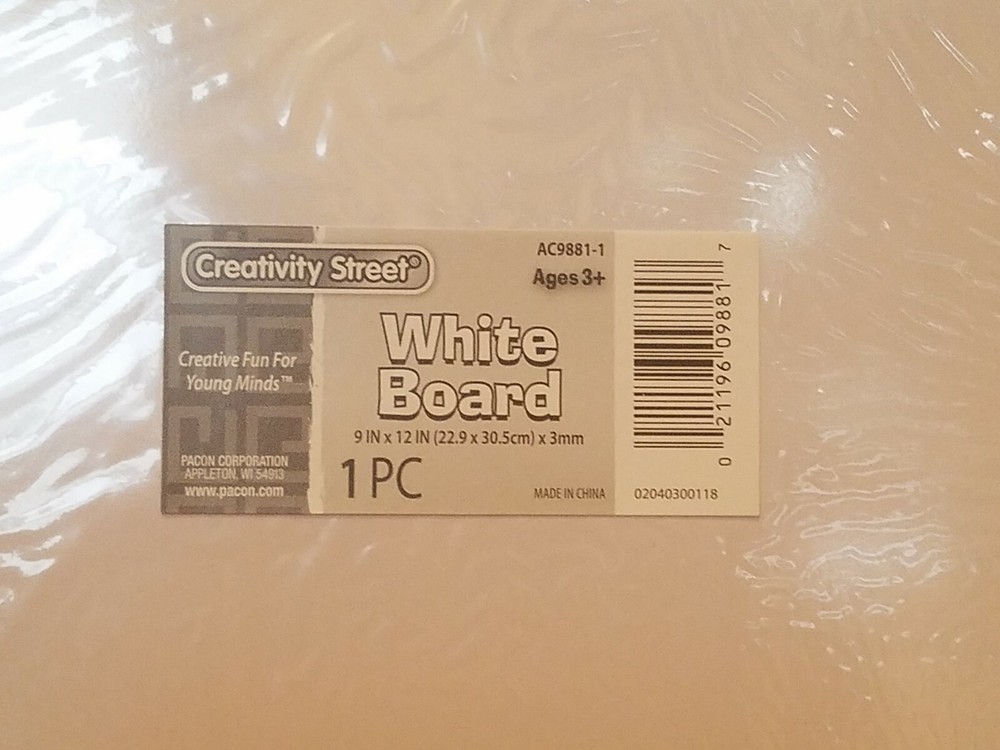 Creativity Street®
Creative Fun For
Young Minds™
PACON CORPORATION
APPLETON, WI 54913
www.pacon.com
AC9881-1
Ages 3+
White
Board
9 IN x 12 IN (22.9 x 30.5cm) x 3mm
1 PC
MADE IN CHINA
0 21196 09881 7
02040300118